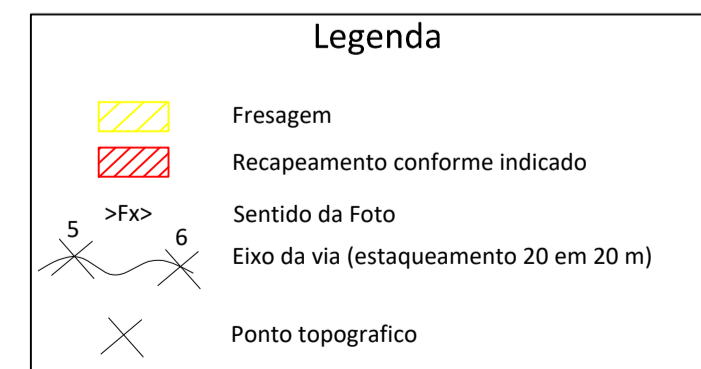 Legenda
Fresagem
Recapeamento conforme indicado
>Fx> Sentido da Foto
5 6 Eixo da via (estaqueamento 20 em 20 m)
Ponto topografico